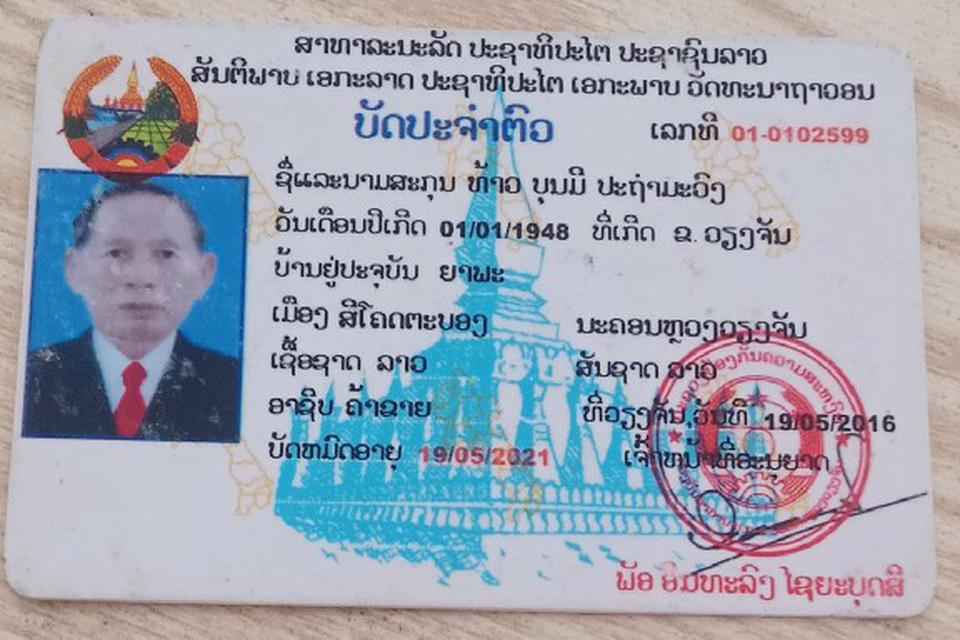 ສາທາລະນະລັດ ປະຊາທິປະໄຕ ປະຊາຊົນລາວ
ສັນຕິພາບ ເອກະລາດ ປະຊາທິປະໄຕ ເອກະພາບ ວັດທະນາຖາວອນ
ບັດປະຈຳຕົວ ເລກທີ 01-0102599
ຊື່ແລະນາມສະກຸນ ທ້າວ ບຸນມີ ປະຖຳມະວົງ
ວັນເດືອນປີເກີດ 01/01/1948 ທີ່ເກີດ ຂ. ວຽງຈັນ
ບ້ານຢູ່ປະຈຸບັນ ຍາພະ
ເມືອງ ສີໂຄດຕະບອງ ນະຄອນຫຼວງວຽງຈັນ
ເຊື້ອຊາດ ລາວ ສັນຊາດ ລາວ
ອາຊີບ ຄ້າຂາຍ ທີ່ວຽງຈັນ,ວັນທີ 19/05/2016
ບັດຫມົດອາຍຸ 19/05/2021 ເຈົ້າຫນ້າທີ່ອະນຸຍາດ
ພັອ ອິນທະລົງ ໄຊຍະບຸດສີ